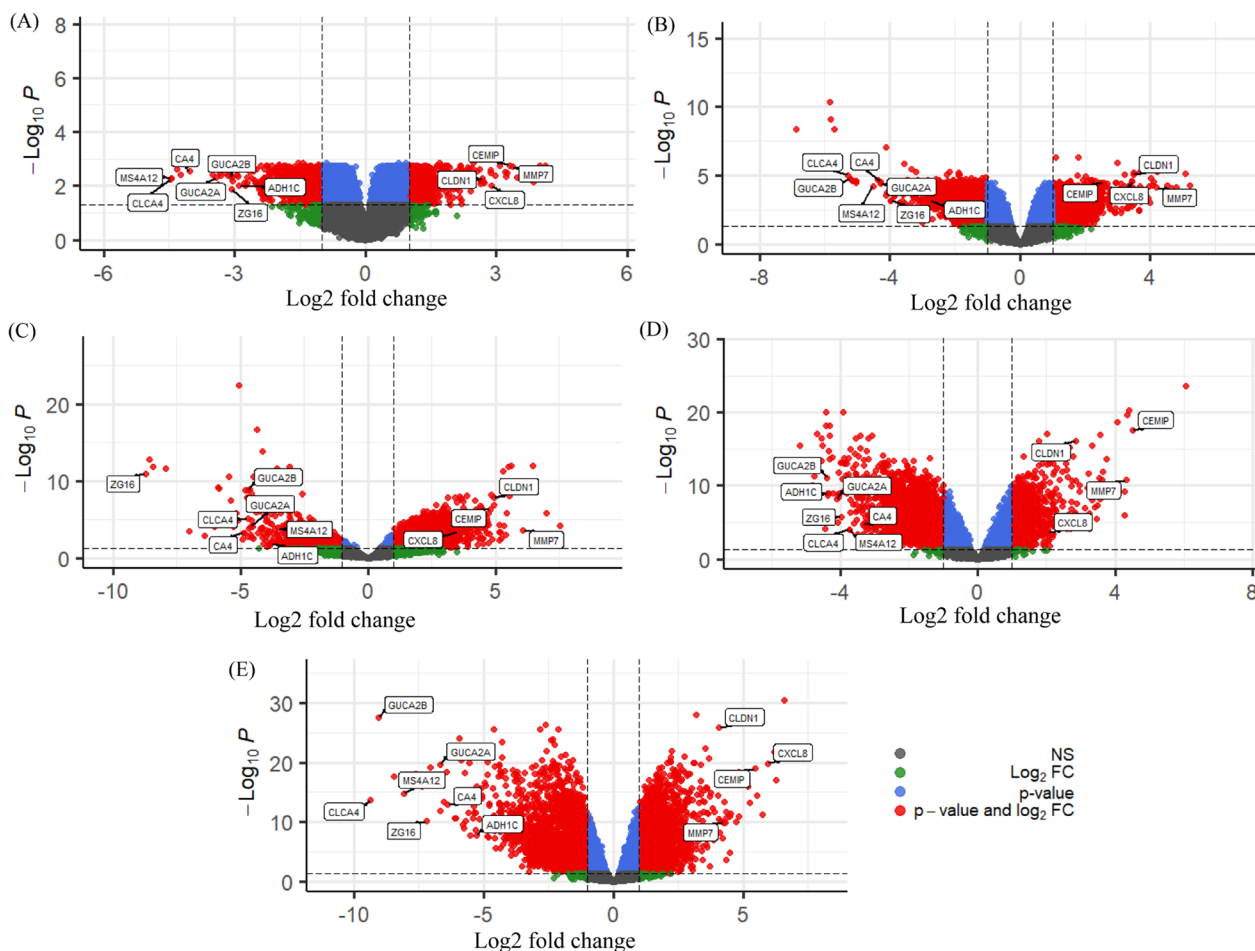 (A)
8
6
4
2
0
−Log10 P
CA4
GUCA2B
MS4A12
GUCA2A
ADH1C
CLCA4
ZG16
CEMIP
CLDN1
MMP7
CXCL8
-6
-3
0
3
6
Log2 fold change
(B)
15
10
5
0
−Log10 P
CLCA4
CA4
GUCA2B
GUCA2A
MS4A12
ZG16
ADH1C
CLDN1
CEMIP
CXCL8
MMP7
-8
-4
0
4
Log2 fold change
(C)
20
10
0
−Log10 P
ZG16
GUCA2B
GUCA2A
CLCA4
MS4A12
CA4
ADH1C
CLDN1
CEMIP
CXCL8
MMP7
-10
-5
0
5
Log2 fold change
(D)
30
20
10
0
−Log10 P
GUCA2B
GUCA2A
ADH1C
ZG16
CA4
CLCA4
MS4A12
CEMIP
CLDN1
MMP7
CXCL8
-4
0
4
8
Log2 fold change
(E)
30
20
10
0
−Log10 P
GUCA2B
GUCA2A
MS4A12
CA4
CLCA4
ZG16
ADH1C
CLDN1
CXCL8
CEMIP
MMP7
-10
-5
0
5
Log2 fold change
NS
Log2 FC
p-value
p − value and log2 FC